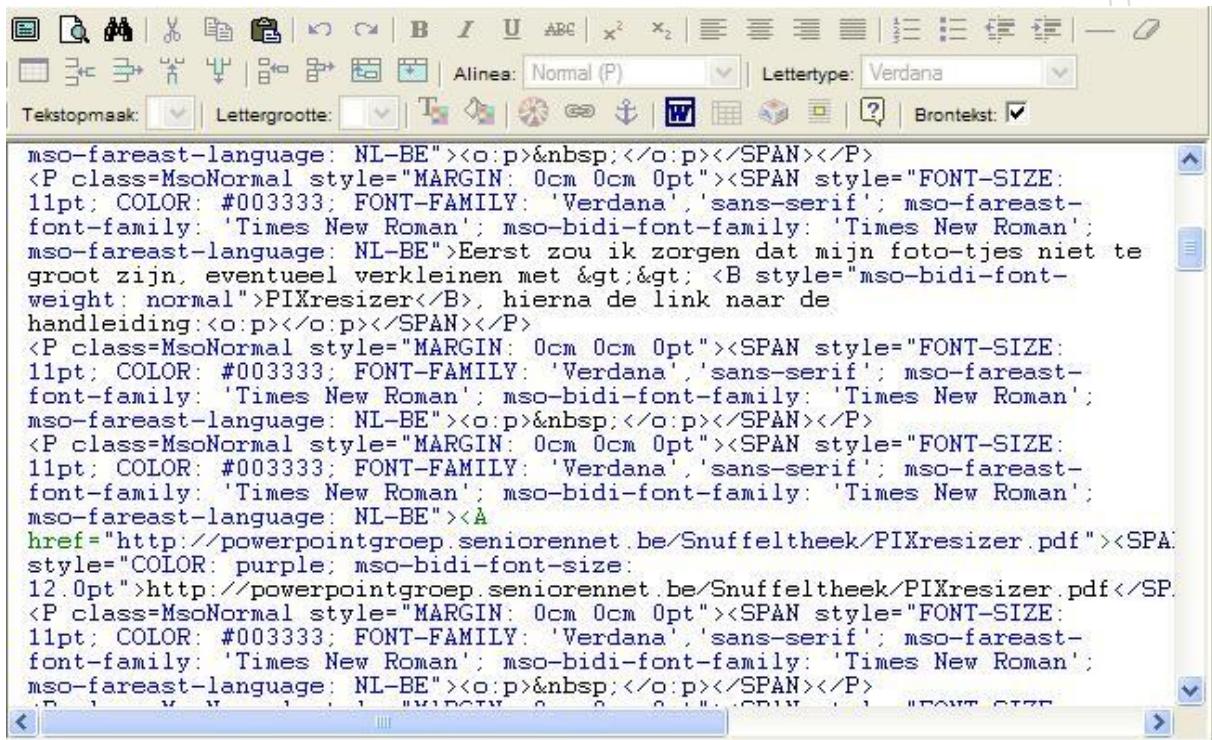 B I U ABC x² x₂
Alinea: Normal (P) Lettertype: Verdana
Tekstopmaak: Lettergrootte: W Brontekst:
mso-fareast-language: NL-BE"><o:p>&nbsp;</o:p></SPAN></P>
<P class=MsoNormal style="MARGIN: 0cm 0cm 0pt"><SPAN style="FONT-SIZE:
11pt; COLOR: #003333; FONT-FAMILY: 'Verdana','sans-serif'; mso-fareast-
font-family: 'Times New Roman'; mso-bidi-font-family: 'Times New Roman';
mso-fareast-language: NL-BE">Eerst zou ik zorgen dat mijn foto-tjes niet te
groot zijn, eventueel verkleinen met &gt;&gt; <B style="mso-bidi-font-
weight: normal">PIXresizer</B>, hierna de link naar de
handleiding:<o:p></o:p></SPAN></P>
<P class=MsoNormal style="MARGIN: 0cm 0cm 0pt"><SPAN style="FONT-SIZE:
11pt; COLOR: #003333; FONT-FAMILY: 'Verdana','sans-serif'; mso-fareast-
font-family: 'Times New Roman'; mso-bidi-font-family: 'Times New Roman';
mso-fareast-language: NL-BE"><o:p>&nbsp;</o:p></SPAN></P>
<P class=MsoNormal style="MARGIN: 0cm 0cm 0pt"><SPAN style="FONT-SIZE:
11pt; COLOR: #003333; FONT-FAMILY: 'Verdana','sans-serif'; mso-fareast-
font-family: 'Times New Roman'; mso-bidi-font-family: 'Times New Roman';
mso-fareast-language: NL-BE"><A
href="http://powerpointgroep.seniorennet.be/Snuffeltheek/PIXresizer.pdf"><SPA
style="COLOR: purple; mso-bidi-font-size:
12.0pt">http://powerpointgroep.seniorennet.be/Snuffeltheek/PIXresizer.pdf</SP
<P class=MsoNormal style="MARGIN: 0cm 0cm 0pt"><SPAN style="FONT-SIZE:
11pt; COLOR: #003333; FONT-FAMILY: 'Verdana','sans-serif'; mso-fareast-
font-family: 'Times New Roman'; mso-bidi-font-family: 'Times New Roman';
mso-fareast-language: NL-BE"><o:p>&nbsp;</o:p></SPAN></P>